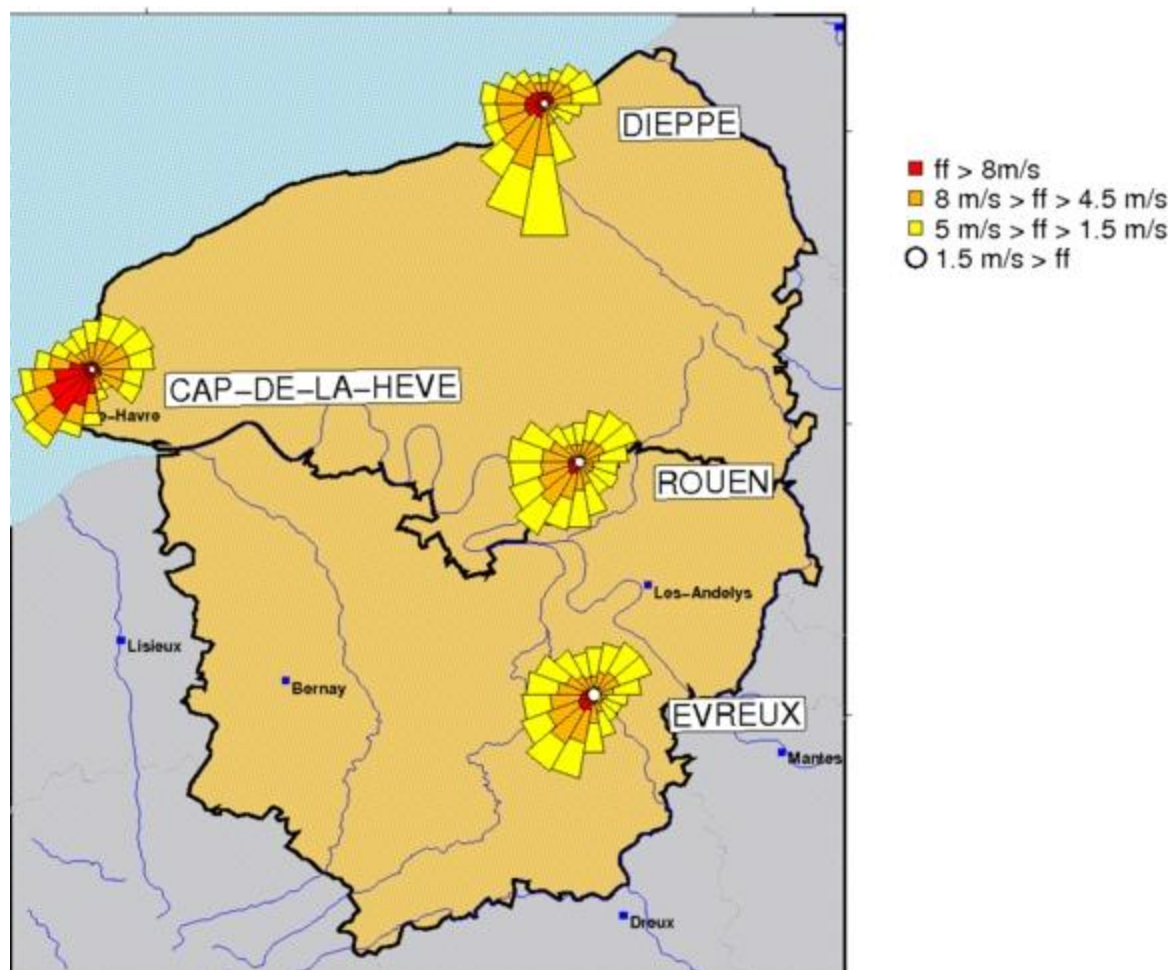 DIEPPE
ff > 8m/s
8 m/s > ff > 4.5 m/s
5 m/s > ff > 1.5 m/s
1.5 m/s > ff
CAP-DE-LA-HEVE
-Havre
ROUEN
Les-Andelys
Lisieux
Bernay
EVREUX
Mantes
Dreux